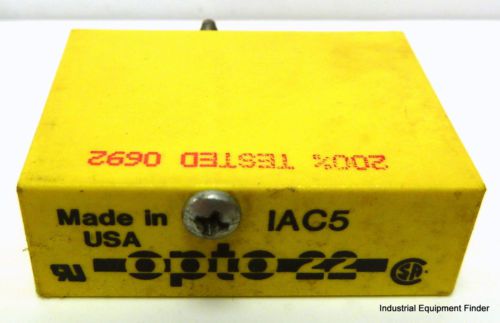 200% TESTED 0692
Made in
USA
IAC5
opto 22
Industrial Equipment Finder